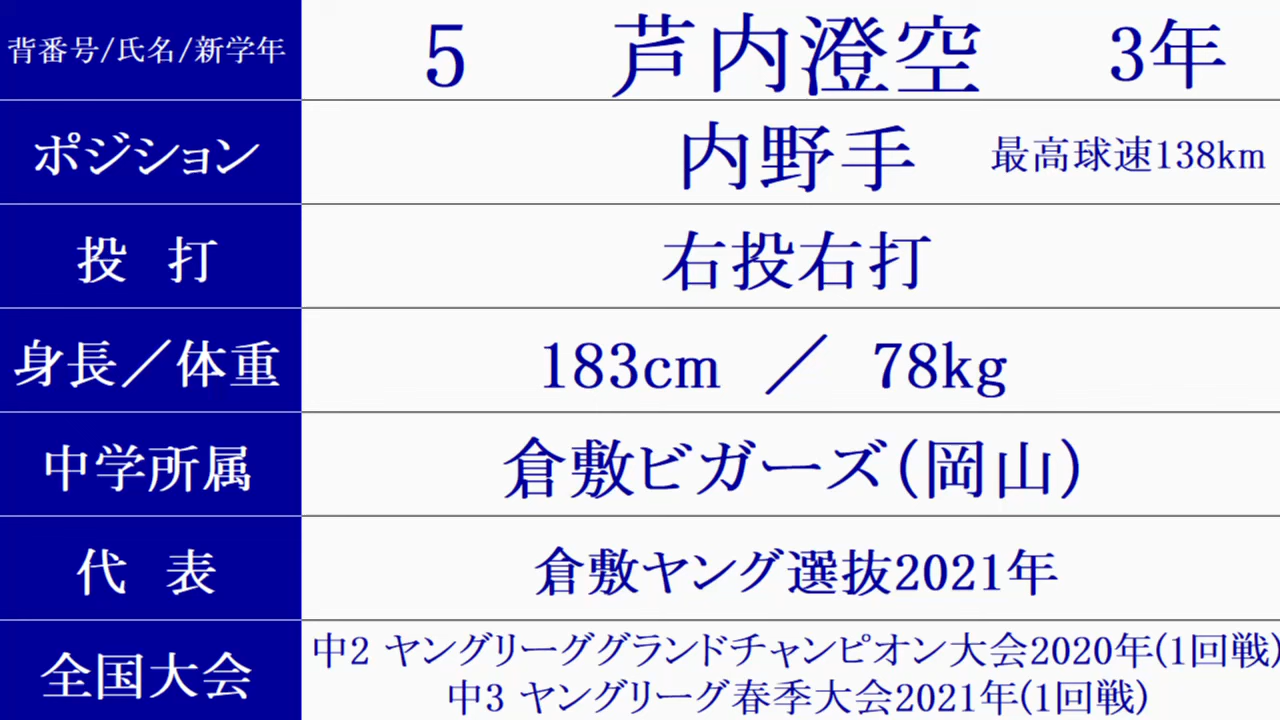 背番号/氏名/新学年 5 芦内澄空 3年
ポジション 内野手 最高球速138km
投 打 右投右打
身長／体重 183cm ／ 78kg
中学所属 倉敷ビガーズ(岡山)
代 表 倉敷ヤング選抜2021年
全国大会 中2 ヤングリーググランドチャンピオン大会2020年(1回戦)
中3 ヤングリーグ春季大会2021年(1回戦)